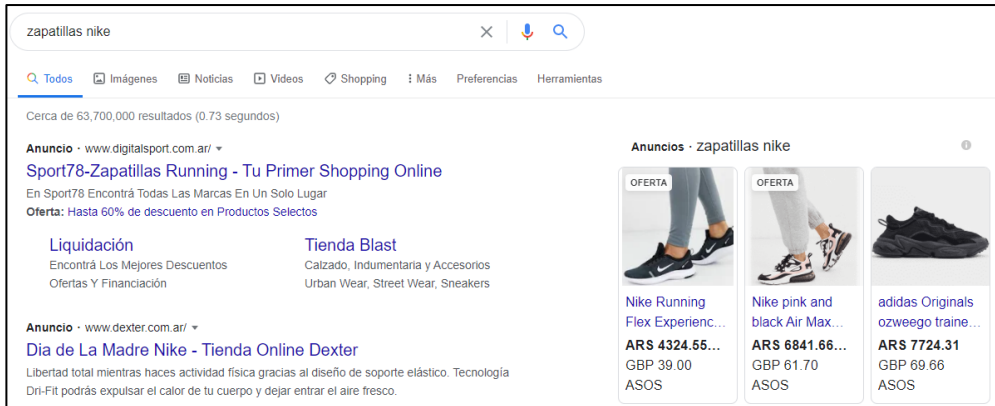 zapatillas nike
Todos Imágenes Noticias Videos Shopping Más Preferencias Herramientas
Cerca de 63,700,000 resultados (0.73 segundos)
Anuncio · www.digitalsport.com.ar/
Sport78-Zapatillas Running - Tu Primer Shopping Online
En Sport78 Encontrá Todas Las Marcas En Un Solo Lugar
Oferta: Hasta 60% de descuento en Productos Selectos
Liquidación
Encontrá Los Mejores Descuentos
Ofertas Y Financiación
Tienda Blast
Calzado, Indumentaria y Accesorios
Urban Wear, Street Wear, Sneakers
Anuncio · www.dexter.com.ar/
Dia de La Madre Nike - Tienda Online Dexter
Libertad total mientras haces actividad física gracias al diseño de soporte elástico. Tecnología
Dri-Fit podrás expulsar el calor de tu cuerpo y dejar entrar el aire fresco.
Anuncios · zapatillas nike
OFERTA
Nike Running
Flex Experienc...
ARS 4324.55...
GBP 39.00
ASOS
OFERTA
Nike pink and
black Air Max...
ARS 6841.66...
GBP 61.70
ASOS
adidas Originals
ozweego traine...
ARS 7724.31
GBP 69.66
ASOS